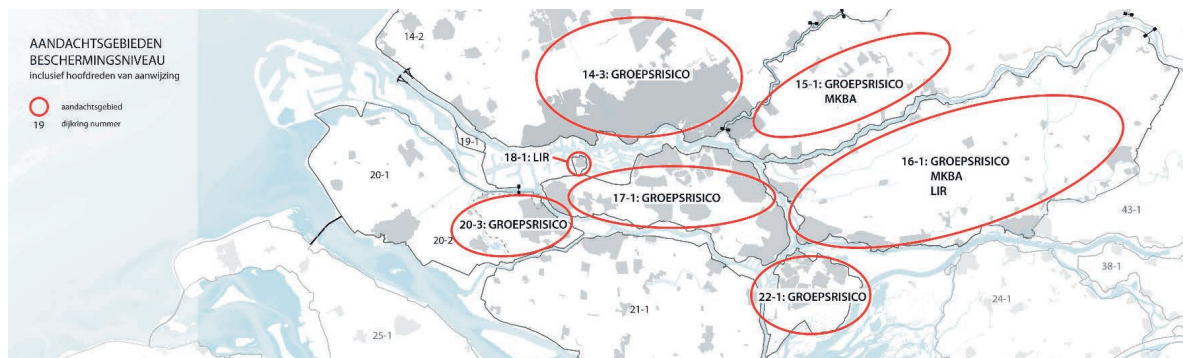 AANDACHTSGEBIEDEN
BESCHERMINGSNIVEAU
inclusief hoofdreden van aanwijzing
aandachtsgebied
19 dijkring nummer
14-2
14-3: GROEPSRISICO
15-1: GROEPSRISICO
MKBA
19-1
18-1: LIR
16-1: GROEPSRISICO
MKBA
LIR
20-1
17-1: GROEPSRISICO
43-1
20-3: GROEPSRISICO
20-2
38-1
22-1: GROEPSRISICO
24-1
21-1
25-1